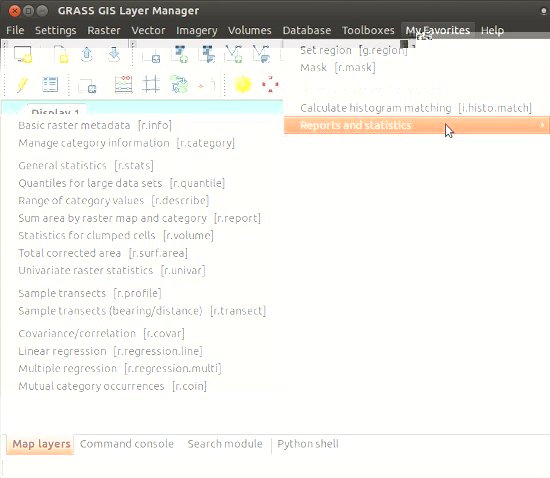 GRASS GIS Layer Manager
File Settings Raster Vector Imagery Volumes Database Toolboxes My Favorites Help
Set region [g.region]
Mask [r.mask]
Calculate histogram matching [i.histo.match]
Reports and statistics
Display 1
Basic raster metadata [r.info]
Manage category information [r.category]
General statistics [r.stats]
Quantiles for large data sets [r.quantile]
Range of category values [r.describe]
Sum area by raster map and category [r.report]
Statistics for clumped cells [r.volume]
Total corrected area [r.surf.area]
Univariate raster statistics [r.univar]
Sample transects [r.profile]
Sample transects (bearing/distance) [r.transect]
Covariance/correlation [r.covar]
Linear regression [r.regression.line]
Multiple regression [r.regression.multi]
Mutual category occurrences [r.coin]
Map layers Command console Search module Python shell